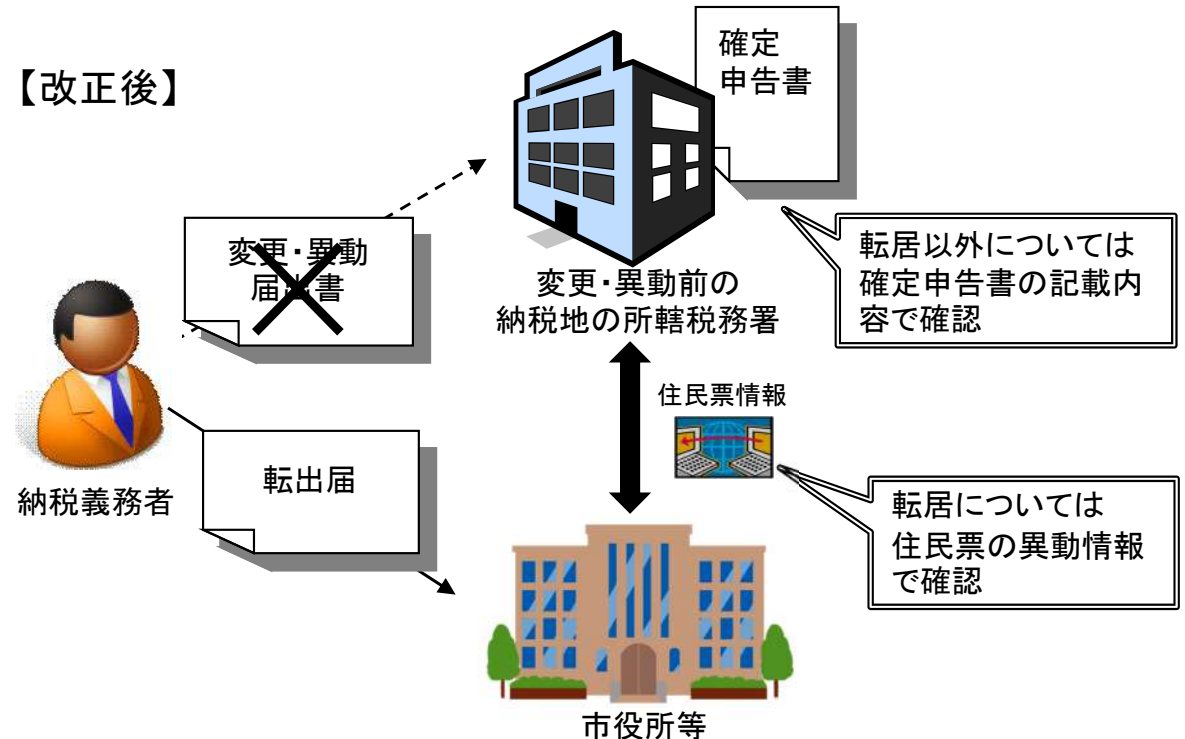 【改正後】
確定
申告書
変更・異動
届出書
変更・異動前の
納税地の所轄税務署
転居以外については
確定申告書の記載内
容で確認
住民票情報
納税義務者
転出届
転居については
住民票の異動情報
で確認
市役所等